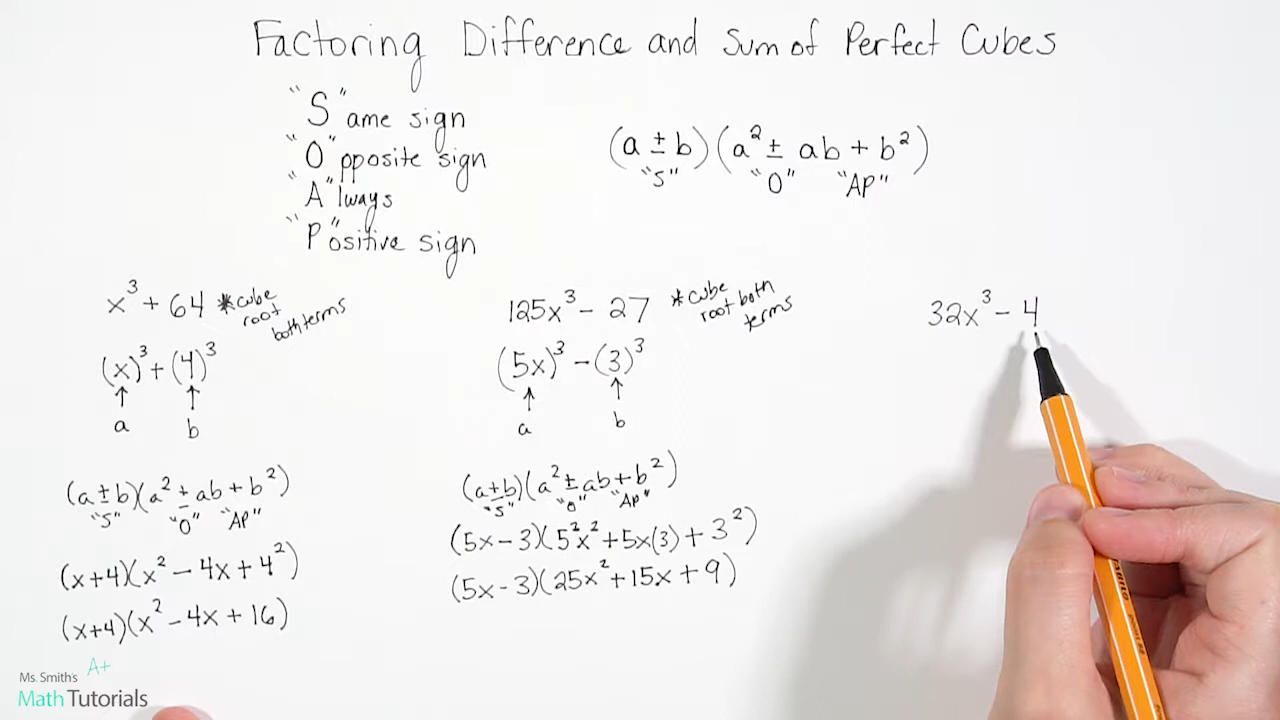 Factoring Difference and Sum of Perfect Cubes
"S"ame sign
"O"pposite sign
"A"lways
"P"ositive sign
(a ± b)(a² ± ab + b²)
"S" "O" "AP"
x³ + 64 *cube root both terms
(x)³ + (4)³
↑ ↑
a b
(a ± b)(a² ± ab + b²)
"S" "O" "AP"
(x+4)(x² - 4x + 4²)
(x+4)(x² - 4x + 16)
125x³ - 27 *cube root both terms
(5x)³ - (3)³
↑ ↑
a b
(a ± b)(a² ± ab + b²)
"S" "O" "AP"
(5x - 3)(5²x² + 5x(3) + 3²)
(5x - 3)(25x² + 15x + 9)
32x³ - 4
Ms. Smith's A+
Math Tutorials